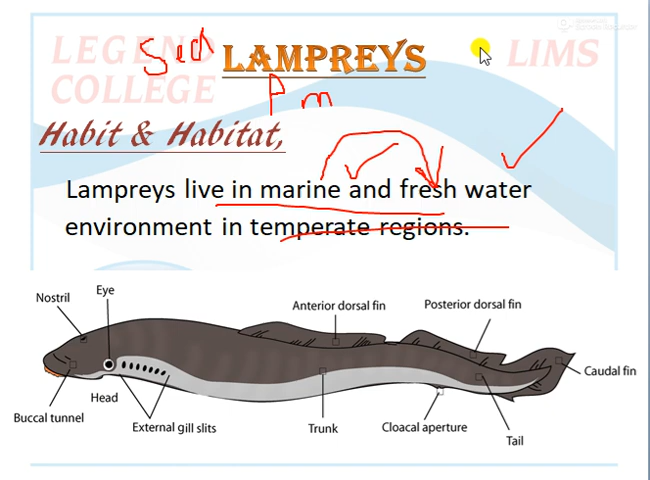 LEGEND LIMS
COLLEGE
LAMPREYS
P m
Habit & Habitat,
Lampreys live in marine and fresh water
environment in temperate regions.
Nostril
Eye
Anterior dorsal fin
Posterior dorsal fin
Caudal fin
Buccal tunnel
Head
External gill slits
Trunk
Cloacal aperture
Tail